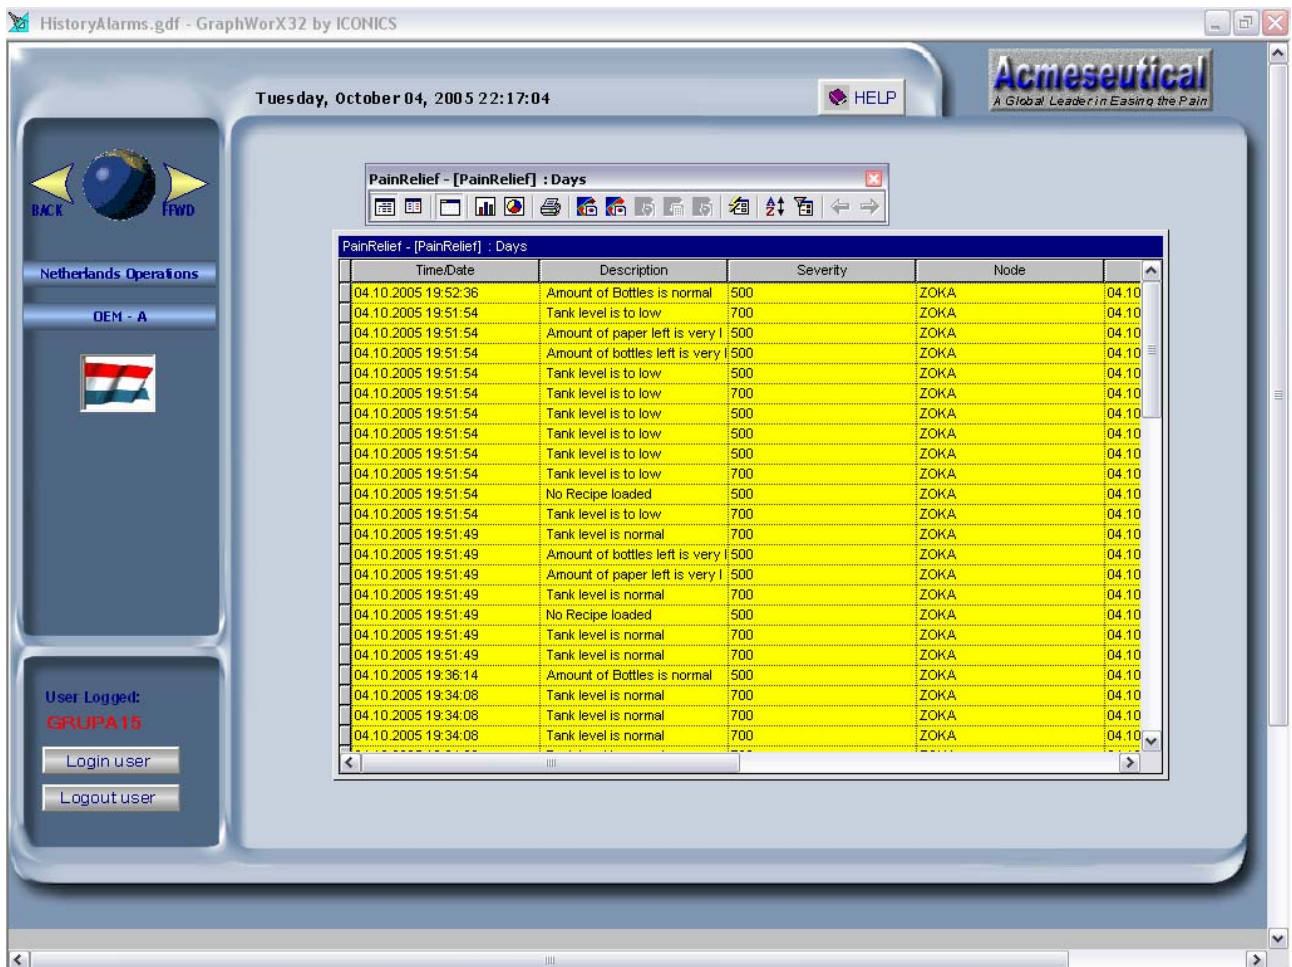 HistoryAlarms.gdf - GraphWorX32 by ICONICS
Acmeseutical
A Global Leader in Easing the Pain
Tuesday, October 04, 2005 22:17:04
HELP
BACK
FFWD
Netherlands Operations
OEM - A
User Logged:
GRUPA15
Login user
Logout user
PainRelief - [PainRelief] : Days
PainRelief - [PainRelief] : Days
Time/Date Description Severity Node
04.10.2005 19:52:36 Amount of Bottles is normal 500 ZOKA 04.10
04.10.2005 19:51:54 Tank level is to low 700 ZOKA 04.10
04.10.2005 19:51:54 Amount of paper left is very l 500 ZOKA 04.10
04.10.2005 19:51:54 Amount of bottles left is very l 500 ZOKA 04.10
04.10.2005 19:51:54 Tank level is to low 500 ZOKA 04.10
04.10.2005 19:51:54 Tank level is to low 700 ZOKA 04.10
04.10.2005 19:51:54 Tank level is to low 500 ZOKA 04.10
04.10.2005 19:51:54 Tank level is to low 500 ZOKA 04.10
04.10.2005 19:51:54 Tank level is to low 500 ZOKA 04.10
04.10.2005 19:51:54 Tank level is to low 700 ZOKA 04.10
04.10.2005 19:51:54 No Recipe loaded 500 ZOKA 04.10
04.10.2005 19:51:54 Tank level is to low 700 ZOKA 04.10
04.10.2005 19:51:49 Tank level is normal 700 ZOKA 04.10
04.10.2005 19:51:49 Amount of bottles left is very l 500 ZOKA 04.10
04.10.2005 19:51:49 Amount of paper left is very l 500 ZOKA 04.10
04.10.2005 19:51:49 Tank level is normal 700 ZOKA 04.10
04.10.2005 19:51:49 No Recipe loaded 500 ZOKA 04.10
04.10.2005 19:51:49 Tank level is normal 700 ZOKA 04.10
04.10.2005 19:51:49 Tank level is normal 700 ZOKA 04.10
04.10.2005 19:36:14 Amount of Bottles is normal 500 ZOKA 04.10
04.10.2005 19:34:08 Tank level is normal 700 ZOKA 04.10
04.10.2005 19:34:08 Tank level is normal 700 ZOKA 04.10
04.10.2005 19:34:08 Tank level is normal 700 ZOKA 04.10